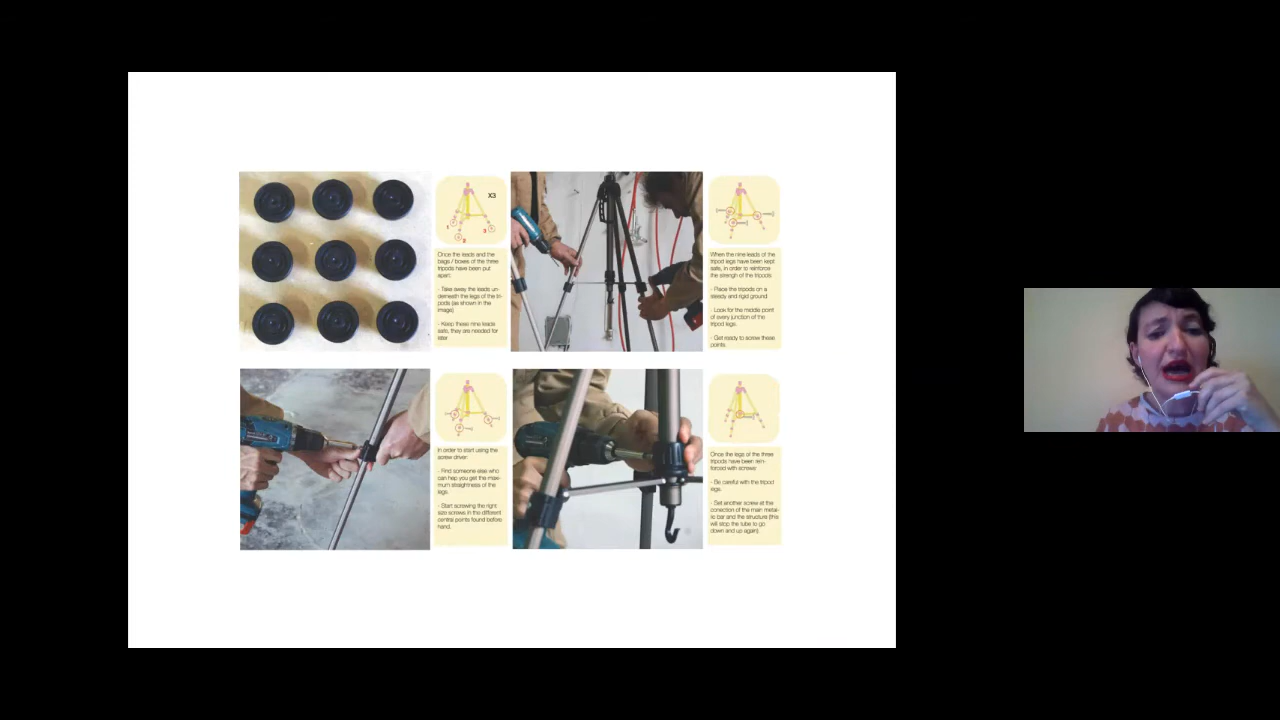 X3
1
2
3
Once the leads and the
bags / boxes of the three
tripods have been put
apart:
- Take away the leads un-
derneath the legs of the tri-
pods (as shown in the
image)
- Keep these nine leads
safe, they are needed for
later
When the nine leads of the
tripod legs have been kept
safe, in order to reinforce
the strengh of the tripods:
- Place the tripods on a
steady and rigid ground
- Look for the middle point
of every junction of the
tripod legs.
- Get ready to screw these
points.
In order to start using the
screw driver:
- Find someone else who
can help you get the maxi-
mum straightness of the
legs.
- Start screwing the right
size screws in the different
central points found before
hand.
Once the legs of the three
tripods have been rein-
forced with screws:
- Be careful with the tripod
legs.
- Set another screw at the
conection of the main metal-
ic bar and the structure (this
will stop the tube to go
down and up again)